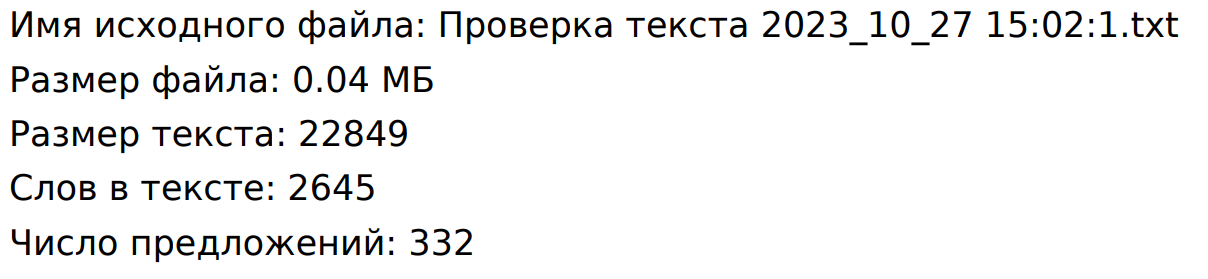 Имя исходного файла: Проверка текста 2023_10_27 15:02:1.txt
Размер файла: 0.04 МБ
Размер текста: 22849
Слов в тексте: 2645
Число предложений: 332